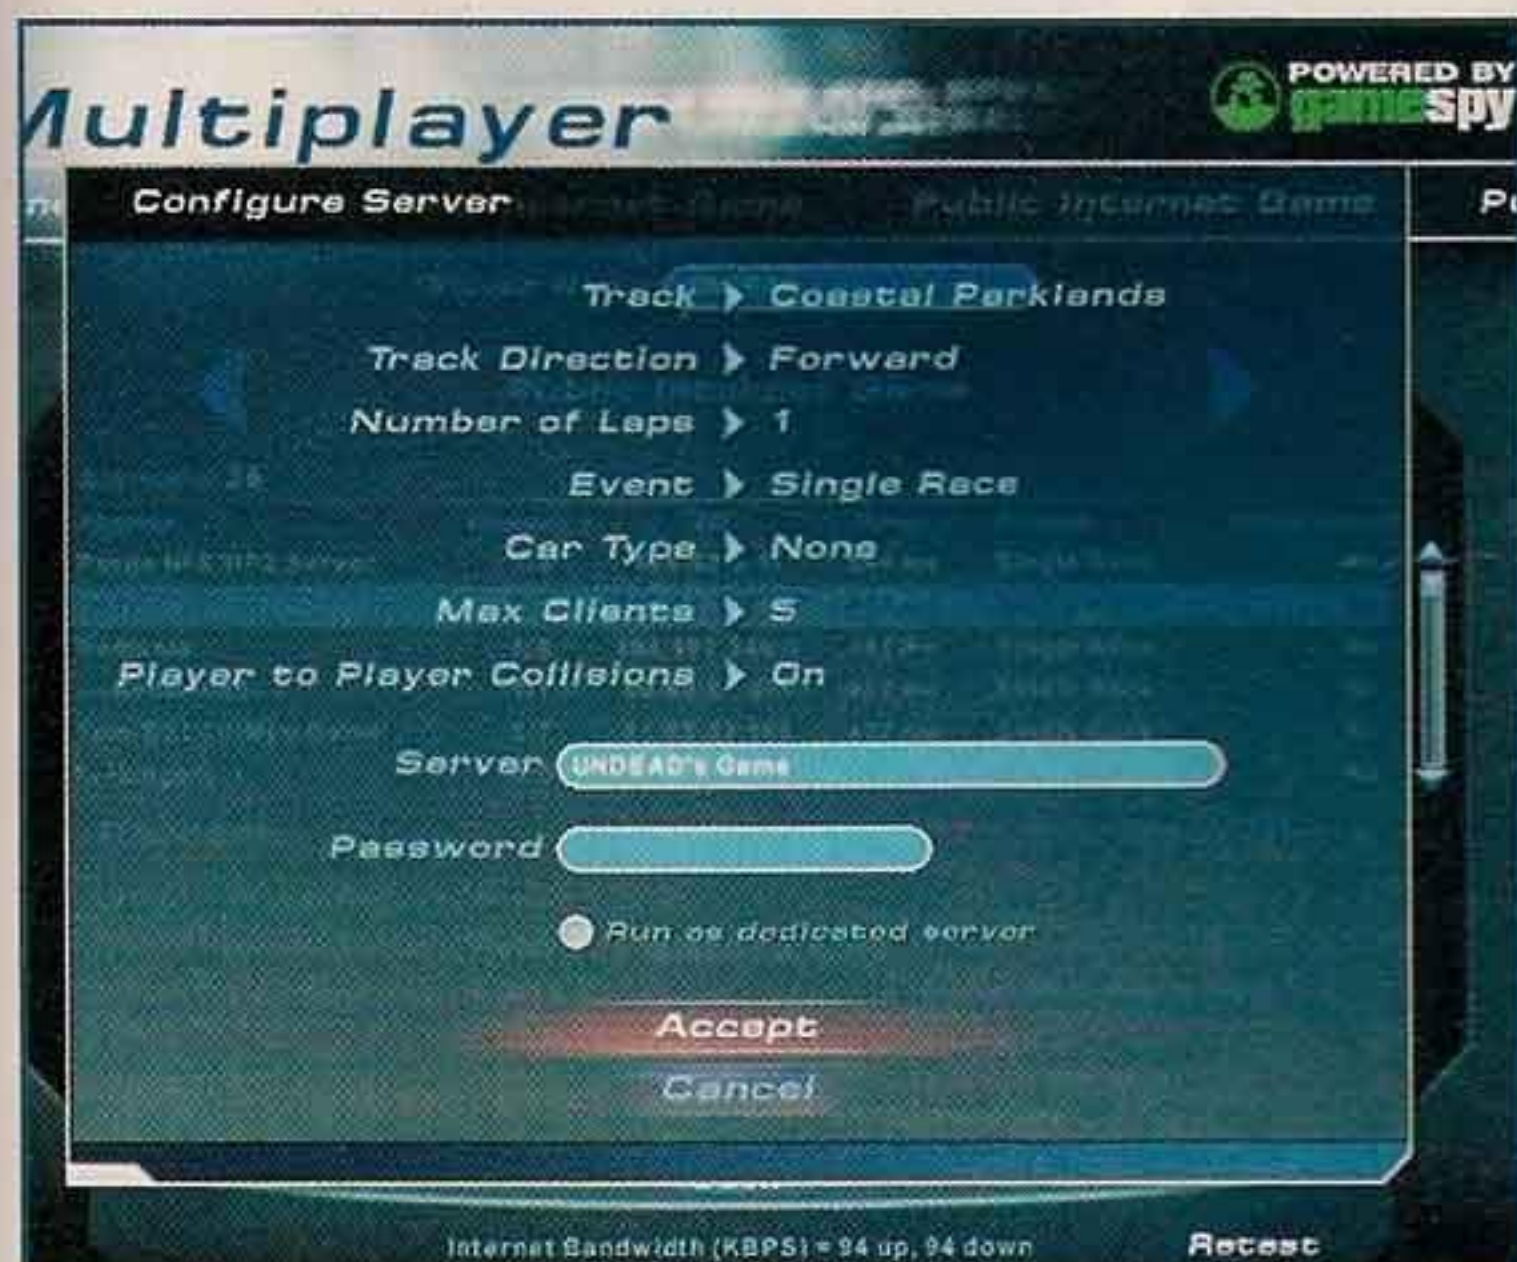 Multiplayer
POWERED BY
gamespy
Configure Server
Public Internet Game
Track Coastal Parklands
Track Direction Forward
Number of Laps 1
Event Single Race
Car Type None
Max Clients 5
Player to Player Collisions On
Server UNDEAD's Game
Password
Run as dedicated server
Accept
Cancel
Internet Bandwidth (KBPS) = 94 up, 94 down
Retest